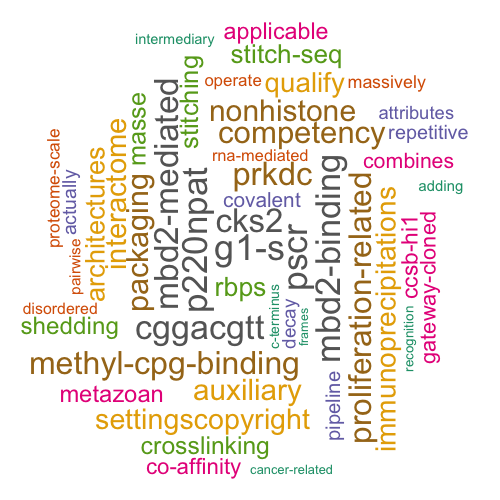 intermediary
applicable
stitch-seq
operate
qualify
massively
nonhistone
attributes
competency
repetitive
rna-mediated
combines
prkdc
adding
covalent
masse
stitching
mbd2-mediated
proteome-scale
actually
interactome
architectures
packaging
p220npat
pairwise
cks2
g1-s
pscr
mbd2-binding
proliferation-related
immunoprecipitations
ccsb-hi1
gateway-cloned
recognition
rbps
c-terminus
decay
frames
disordered
shedding
cggacgtt
methyl-cpg-binding
metazoan
auxiliary
pipeline
settingscopyright
crosslinking
co-affinity
cancer-related